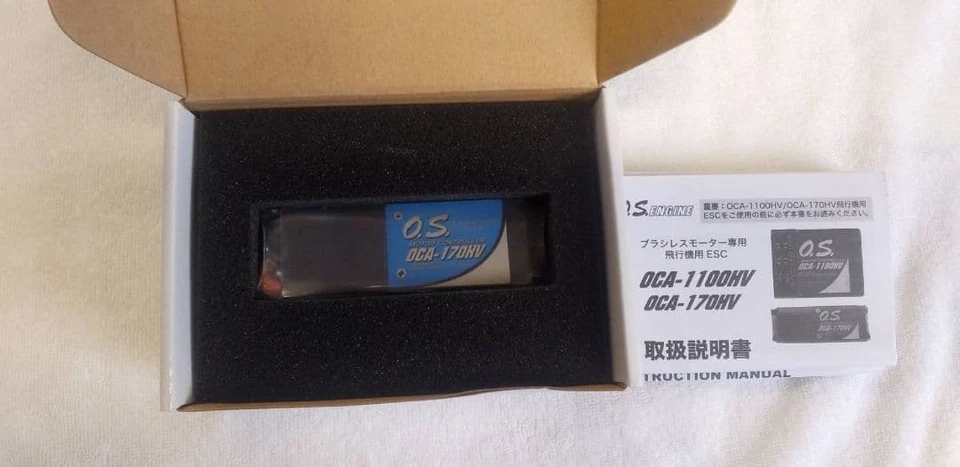 O.S.
MOTOR CONTROLLER
OCA-170HV
O.S. ENGINE
重要：OCA-1100HV/OCA-170HV飛行機用
ESCをご使用の前に必ず本書をお読みください。
ブラシレスモーター専用
飛行機用 ESC
OCA-1100HV
OCA-170HV
O.S.
OCA-1100HV
O.S.
OCA-170HV
取扱説明書
TRUCTION MANUAL